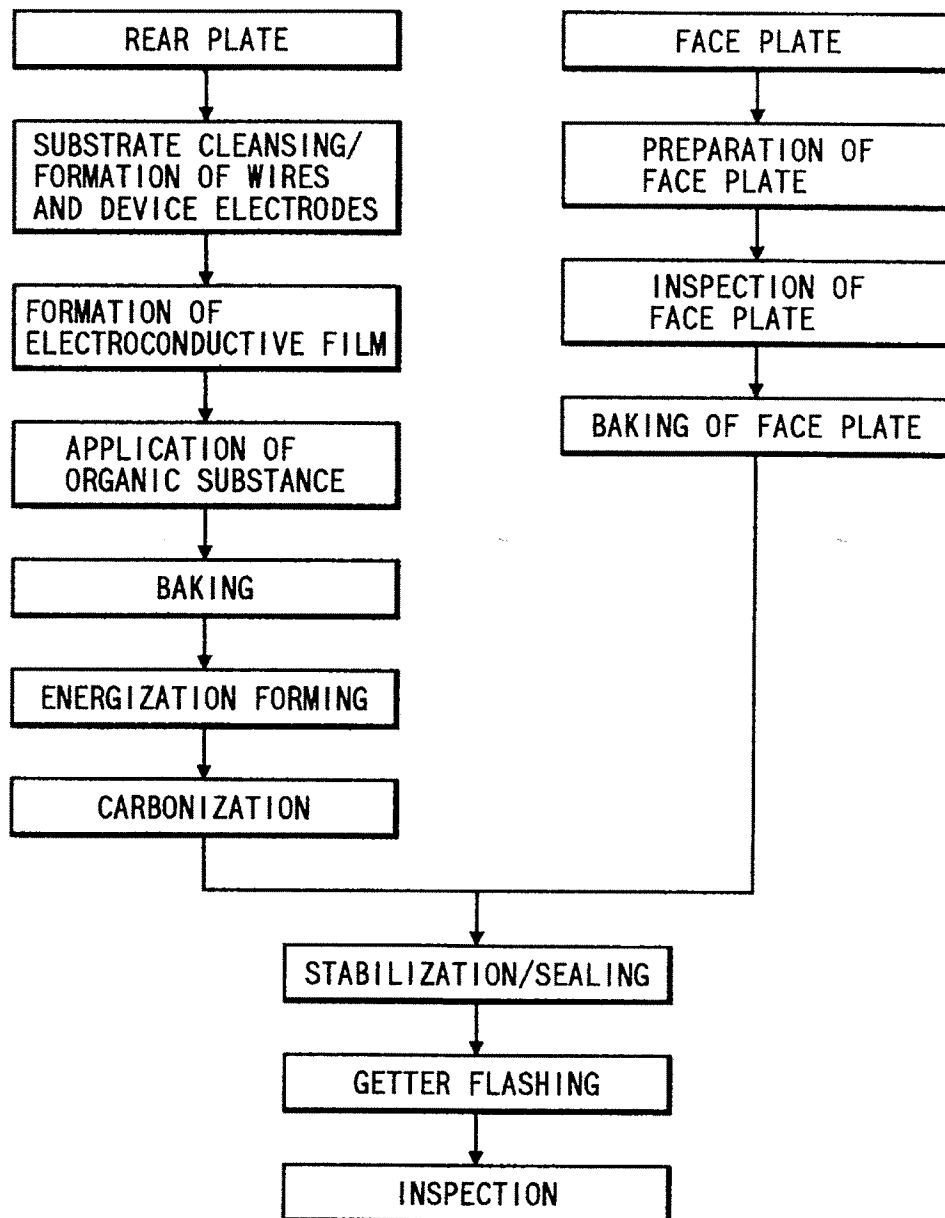 REAR PLATE
SUBSTRATE CLEANSING/
FORMATION OF WIRES
AND DEVICE ELECTRODES
FORMATION OF
ELECTROCONDUCTIVE FILM
APPLICATION OF
ORGANIC SUBSTANCE
BAKING
ENERGIZATION FORMING
CARBONIZATION
FACE PLATE
PREPARATION OF
FACE PLATE
INSPECTION OF
FACE PLATE
BAKING OF FACE PLATE
STABILIZATION/SEALING
GETTER FLASHING
INSPECTION